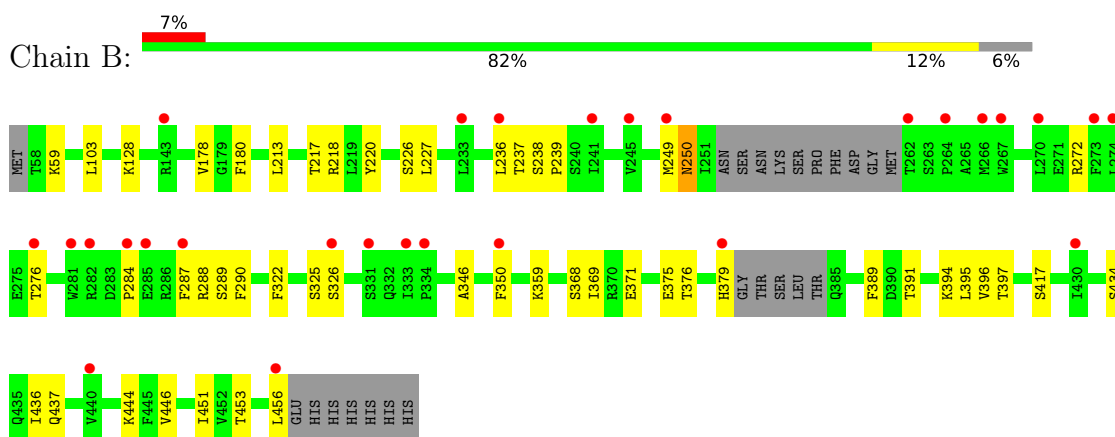 7%
Chain B:
82% 12% 6%
MET T58 K59 L103 K128 R143 V178 G179 F180 L213 T217 R218 L219 Y220 S226 L227 L233 L236 T237 S238 P239 S240 I241 V245 M249 N250 I251 ASN SER ASN LYS SER PRO PHE ASP GLY MET T262 S263 P264 A265 M266 W267 L270 E271 R272 F273 L274
E275 T276 W281 R282 D283 P284 E285 R286 F287 R288 S289 F290 F322 S325 S326 S331 Q332 I333 P334 A346 F350 K359 S368 I369 R370 E371 E375 T376 H379 GLY THR SER LEU THR Q385 F389 D390 T391 K394 L395 V396 T397 S417 I430 S434
Q435 I436 Q437 V440 K444 F445 V446 I451 V452 T453 L456 GLU HIS HIS HIS HIS HIS HIS